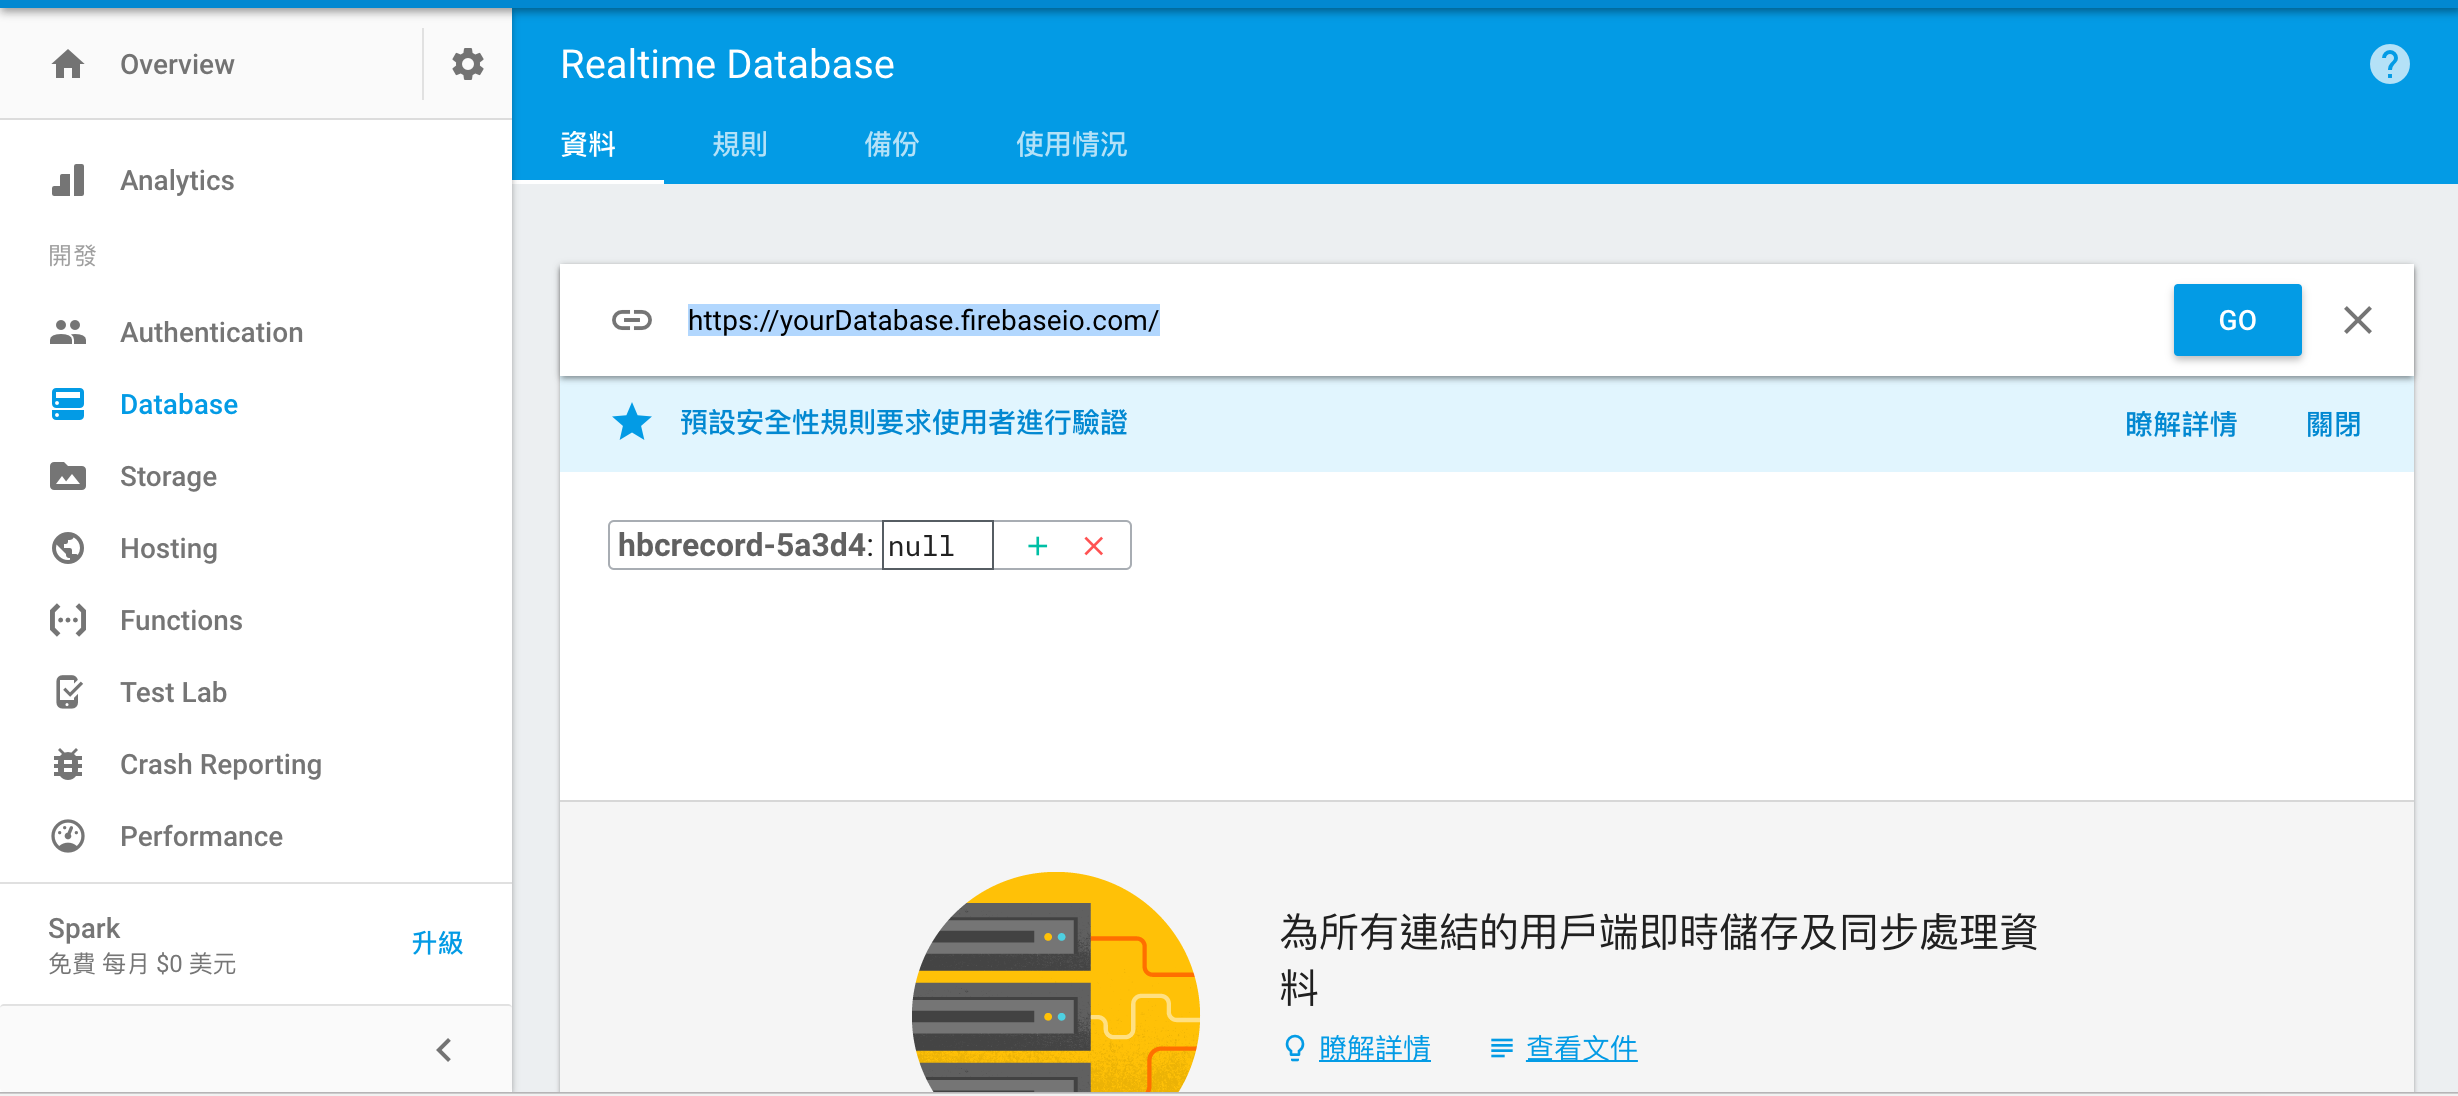 Overview
Analytics
開發
Authentication
Database
Storage
Hosting
Functions
Test Lab
Crash Reporting
Performance
Spark
免費 每月 $0 美元
升級
Realtime Database
資料 規則 備份 使用情況
https://yourDatabase.firebaseio.com/
GO
預設安全性規則要求使用者進行驗證
瞭解詳情 關閉
hbcrecord-5a3d4: null
為所有連結的用戶端即時儲存及同步處理資
料
瞭解詳情 查看文件